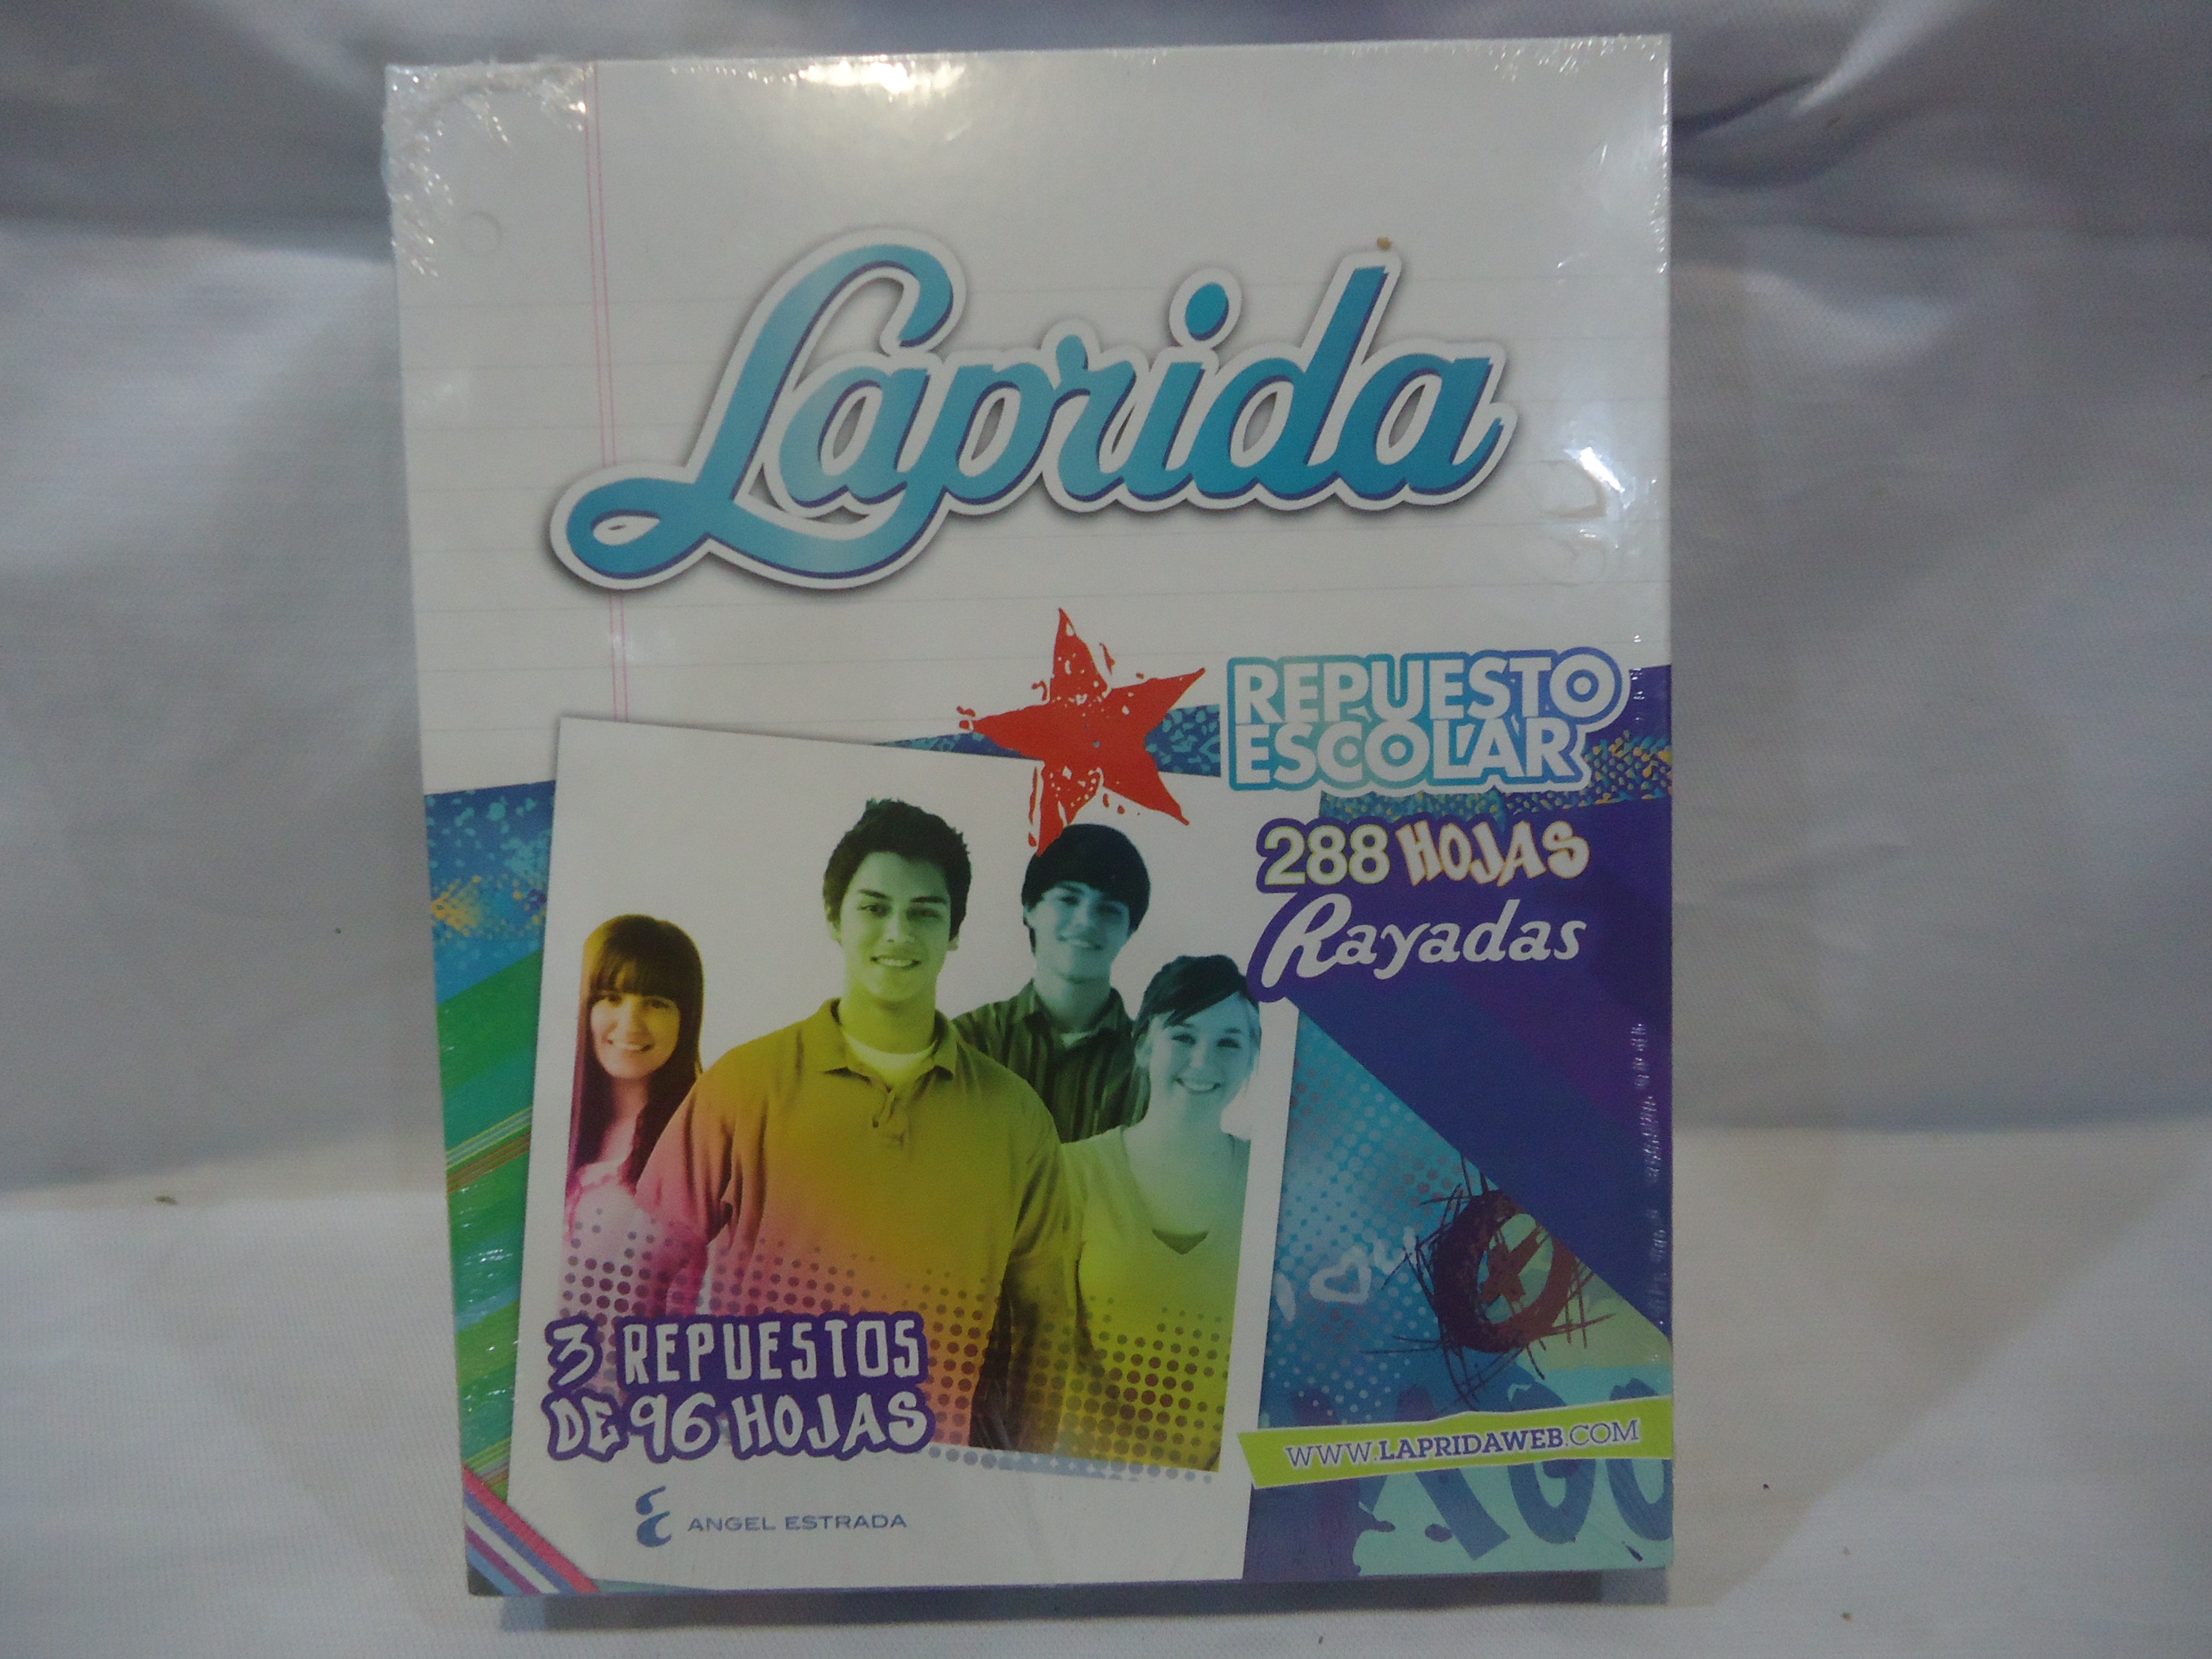 Laprida
REPUESTO
ESCOLAR
288 HOJAS
Rayadas
3 REPUESTOS
DE 96 HOJAS
WWW.LAPRIDAWEB.COM
ANGEL ESTRADA